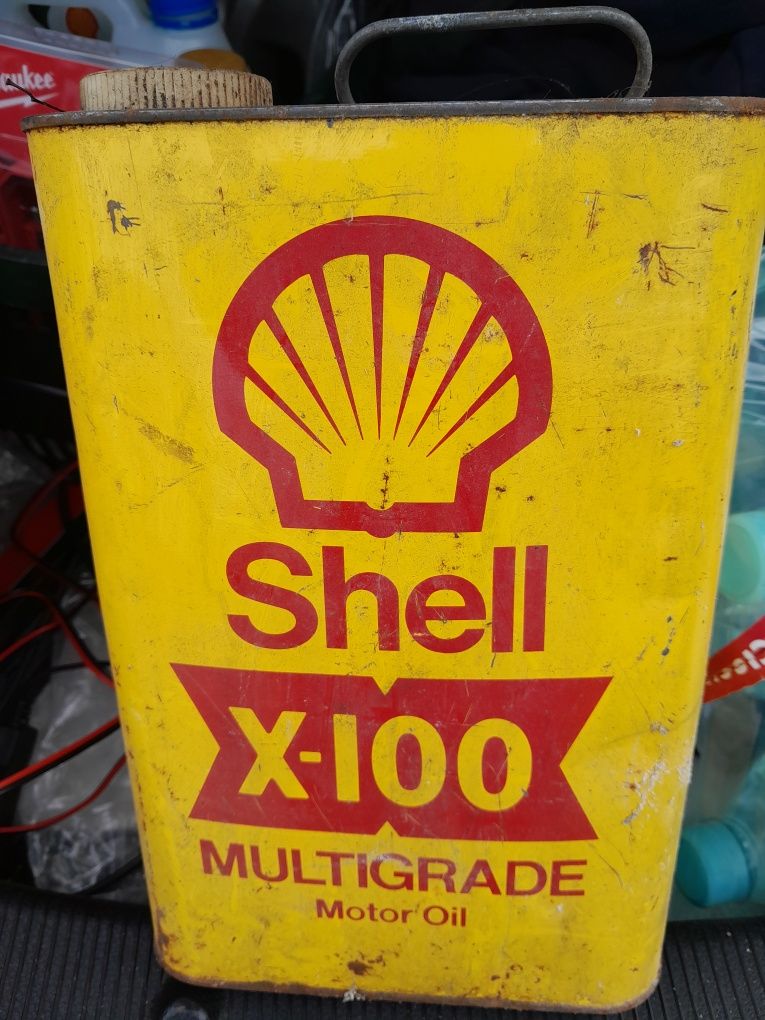 Shell
X-100
MULTIGRADE
Motor Oil